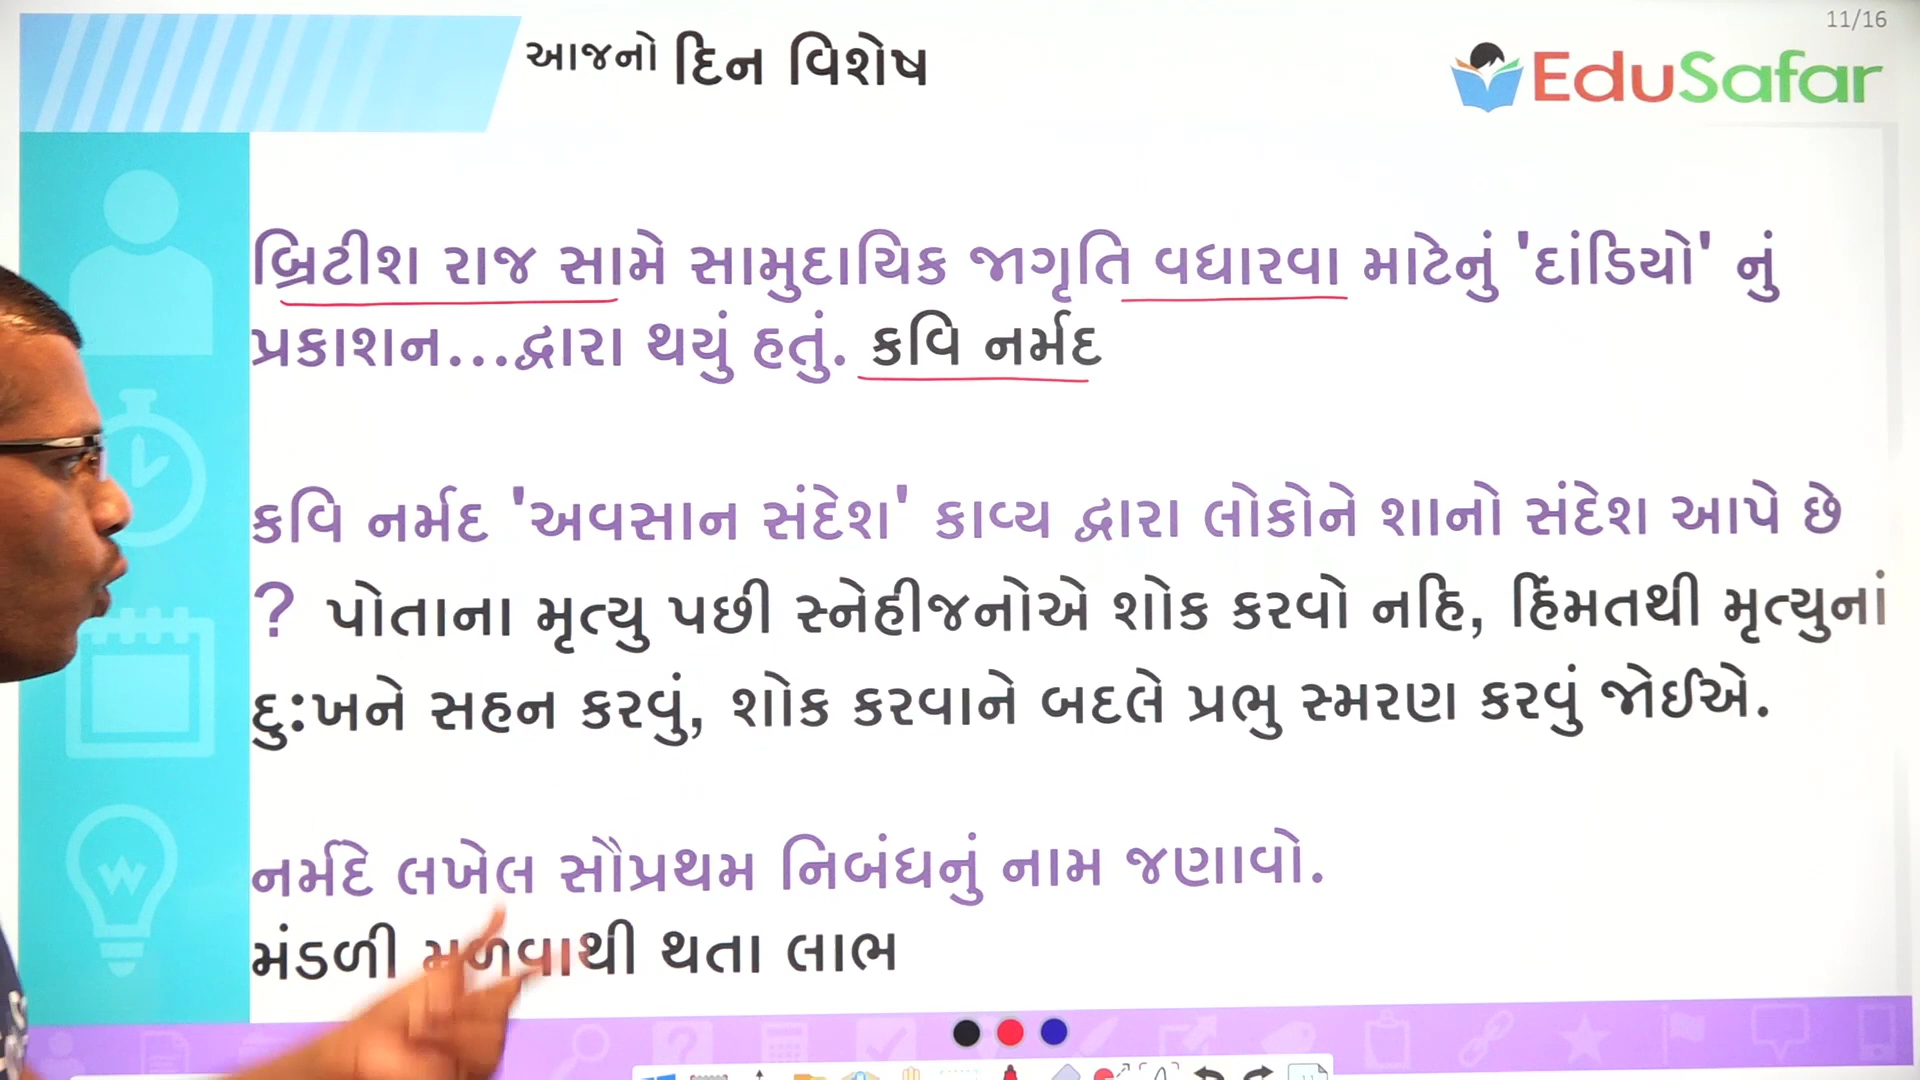 11/16
આજનો દિન વિશેષ
EduSafar
બ્રિટીશ રાજ સામે સામુદાયિક જાગૃતિ વધારવા માટેનું 'દાંડિયો' નું
પ્રકાશન...દ્વારા થયું હતું. કવિ નર્મદ
કવિ નર્મદ 'અવસાન સંદેશ' કાવ્ય દ્વારા લોકોને શાનો સંદેશ આપે છે
? પોતાના મૃત્યુ પછી સ્નેહીજનોએ શોક કરવો નહિ, હિંમતથી મૃત્યુનાં
દુ:ખને સહન કરવું, શોક કરવાને બદલે પ્રભુ સ્મરણ કરવું જોઈએ.
નર્મદે લખેલ સૌપ્રથમ નિબંધનું નામ જણાવો.
મંડળી મળવાથી થતા લાભ